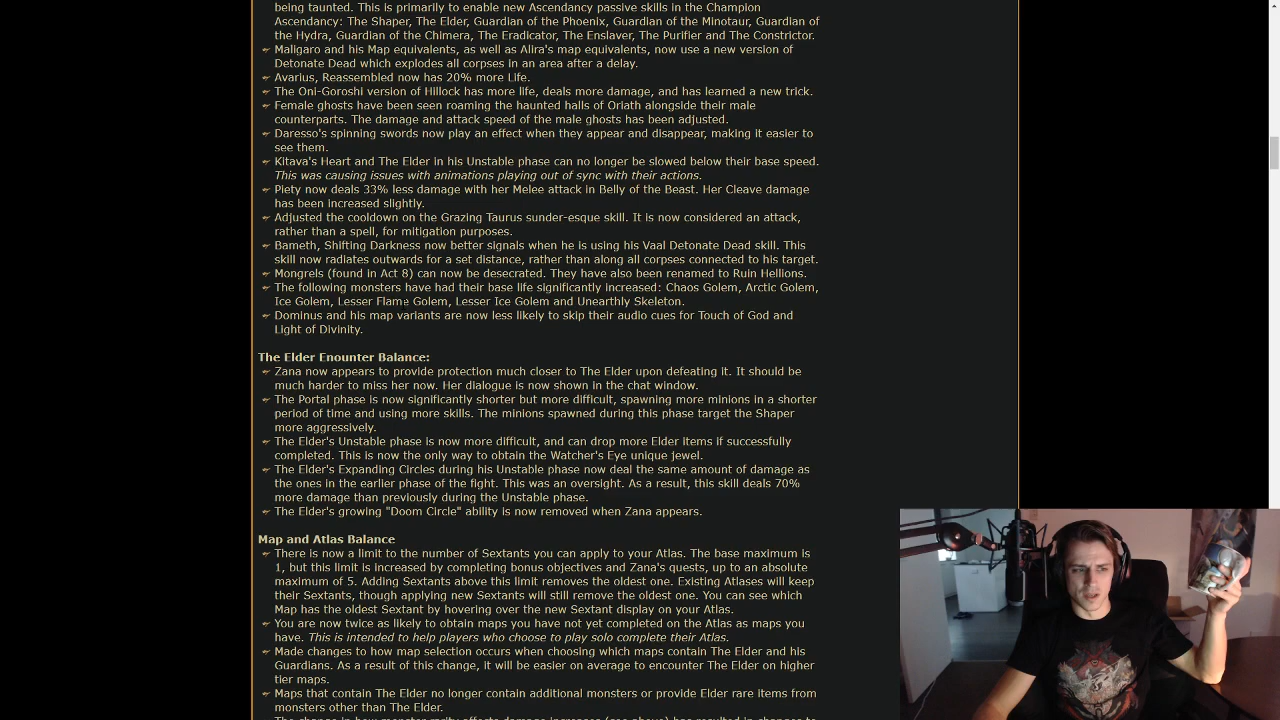 being taunted. This is primarily to enable new Ascendancy passive skills in the Champion
Ascendancy: The Shaper, The Elder, Guardian of the Phoenix, Guardian of the Minotaur, Guardian of
the Hydra, Guardian of the Chimera, The Eradicator, The Enslaver, The Purifier and The Constrictor.
Maligaro and his Map equivalents, as well as Alira's map equivalents, now use a new version of
Detonate Dead which explodes all corpses in an area after a delay.
Avarius, Reassembled now has 20% more Life.
The Oni-Goroshi version of Hillock has more life, deals more damage, and has learned a new trick.
Female ghosts have been seen roaming the haunted halls of Oriath alongside their male
counterparts. The damage and attack speed of the male ghosts has been adjusted.
Daresso's spinning swords now play an effect when they appear and disappear, making it easier to
see them.
Kitava's Heart and The Elder in his Unstable phase can no longer be slowed below their base speed.
This was causing issues with animations playing out of sync with their actions.
Piety now deals 33% less damage with her Melee attack in Belly of the Beast. Her Cleave damage
has been increased slightly.
Adjusted the cooldown on the Grazing Taurus sunder-esque skill. It is now considered an attack,
rather than a spell, for mitigation purposes.
Bameth, Shifting Darkness now better signals when he is using his Vaal Detonate Dead skill. This
skill now radiates outwards for a set distance, rather than along all corpses connected to his target.
Mongrels (found in Act 8) can now be desecrated. They have also been renamed to Ruin Hellions.
The following monsters have had their base life significantly increased: Chaos Golem, Arctic Golem,
Ice Golem, Lesser Flame Golem, Lesser Ice Golem and Unearthly Skeleton.
Dominus and his map variants are now less likely to skip their audio cues for Touch of God and
Light of Divinity.
The Elder Enounter Balance:
Zana now appears to provide protection much closer to The Elder upon defeating it. It should be
much harder to miss her now. Her dialogue is now shown in the chat window.
The Portal phase is now significantly shorter but more difficult, spawning more minions in a shorter
period of time and using more skills. The minions spawned during this phase target the Shaper
more aggressively.
The Elder's Unstable phase is now more difficult, and can drop more Elder items if successfully
completed. This is now the only way to obtain the Watcher's Eye unique jewel.
The Elder's Expanding Circles during his Unstable phase now deal the same amount of damage as
the ones in the earlier phase of the fight. This was an oversight. As a result, this skill deals 70%
more damage than previously during the Unstable phase.
The Elder's growing "Doom Circle" ability is now removed when Zana appears.
Map and Atlas Balance
There is now a limit to the number of Sextants you can apply to your Atlas. The base maximum is
1, but this limit is increased by completing bonus objectives and Zana's quests, up to an absolute
maximum of 5. Adding Sextants above this limit removes the oldest one. Existing Atlases will keep
their Sextants, though applying new Sextants will still remove the oldest one. You can see which
Map has the oldest Sextant by hovering over the new Sextant display on your Atlas.
You are now twice as likely to obtain maps you have not yet completed on the Atlas as maps you
have. This is intended to help players who choose to play solo complete their Atlas.
Made changes to how map selection occurs when choosing which maps contain The Elder and his
Guardians. As a result of this change, it will be easier on average to encounter The Elder on higher
tier maps.
Maps that contain The Elder no longer contain additional monsters or provide Elder rare items from
monsters other than The Elder.
The change in how monster rarity affects damage increases (see above) has resulted in changes to